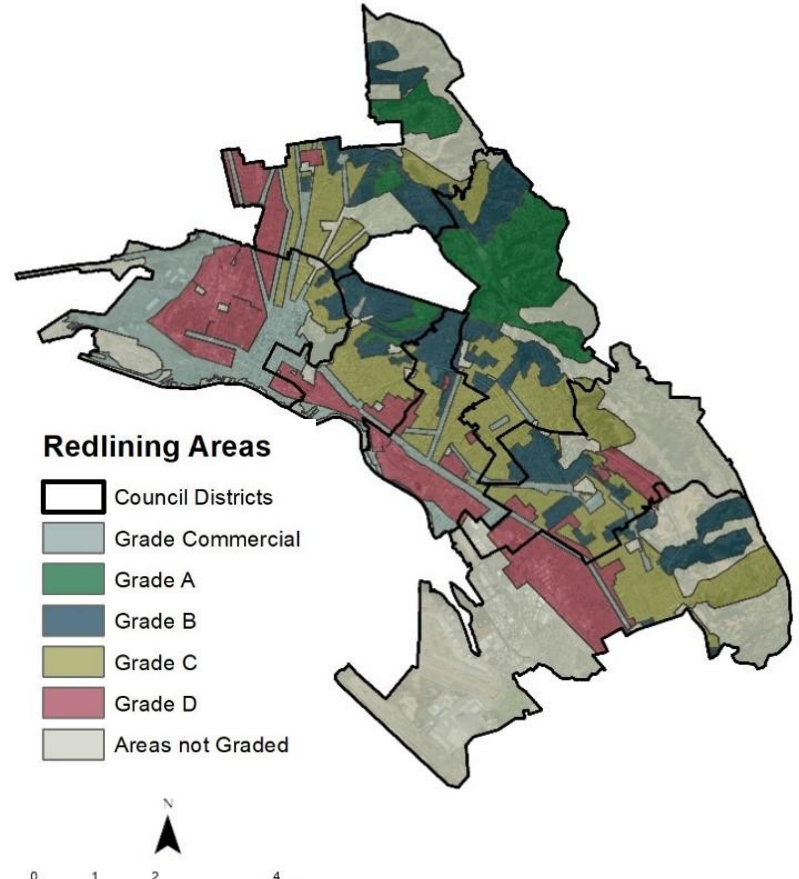 Redlining Areas
Council Districts
Grade Commercial
Grade A
Grade B
Grade C
Grade D
Areas not Graded
N
0 1 2 4